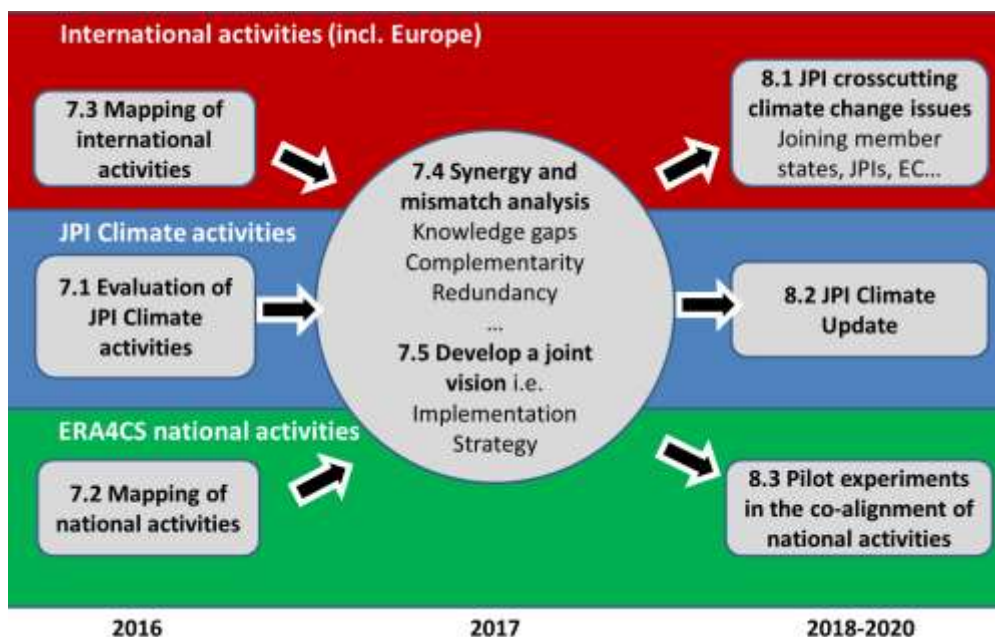 International activities (incl. Europe)
7.3 Mapping of
international
activities
8.1 JPI crosscutting
climate change issues
Joining member
states, JPIs, EC...
7.4 Synergy and
mismatch analysis
Knowledge gaps
Complementarity
Redundancy
...
7.5 Develop a joint
vision i.e.
Implementation
Strategy
JPI Climate activities
7.1 Evaluation of
JPI Climate
activities
8.2 JPI Climate
Update
ERA4CS national activities
7.2 Mapping of
national activities
8.3 Pilot experiments
in the co-alignment of
national activities
2016
2017
2018-2020